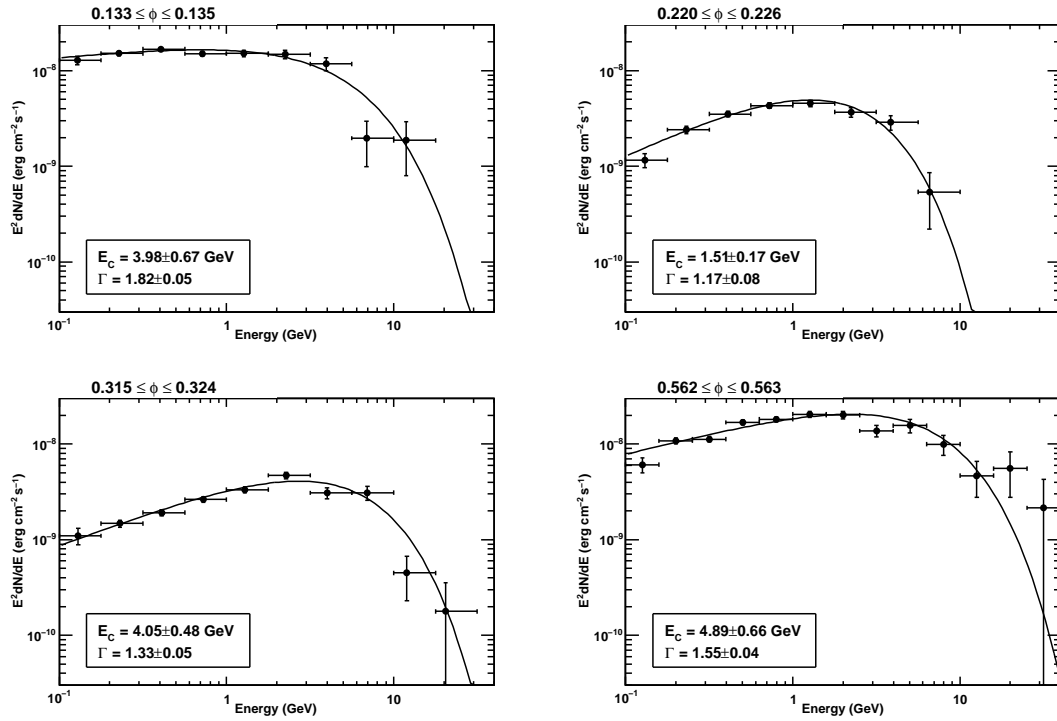 0.133 ≤ ϕ ≤ 0.135
E²dN/dE (erg cm⁻² s⁻¹)
10⁻⁸
10⁻⁹
10⁻¹⁰
E_C = 3.98±0.67 GeV
Γ = 1.82±0.05
10⁻¹ 1 10
Energy (GeV)
0.220 ≤ ϕ ≤ 0.226
E²dN/dE (erg cm⁻² s⁻¹)
10⁻⁸
10⁻⁹
10⁻¹⁰
E_C = 1.51±0.17 GeV
Γ = 1.17±0.08
10⁻¹ 1 10
Energy (GeV)
0.315 ≤ ϕ ≤ 0.324
E²dN/dE (erg cm⁻² s⁻¹)
10⁻⁸
10⁻⁹
10⁻¹⁰
E_C = 4.05±0.48 GeV
Γ = 1.33±0.05
10⁻¹ 1 10
Energy (GeV)
0.562 ≤ ϕ ≤ 0.563
E²dN/dE (erg cm⁻² s⁻¹)
10⁻⁸
10⁻⁹
10⁻¹⁰
E_C = 4.89±0.66 GeV
Γ = 1.55±0.04
10⁻¹ 1 10
Energy (GeV)